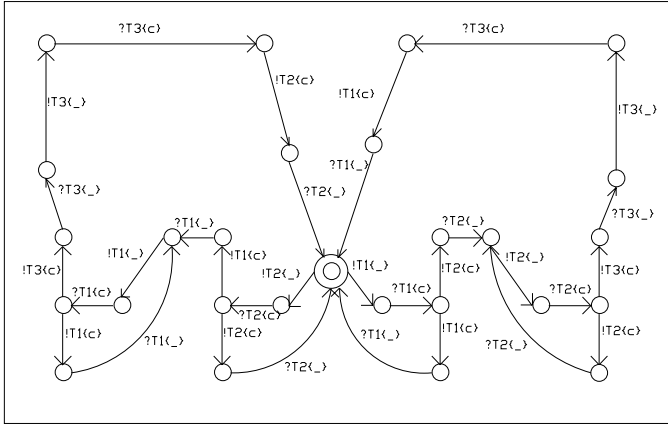 ?T3{c} ?T3{c}
!T2{c} !T1{c}
!T3{_} !T3{_}
?T1{_}
?T3{_} ?T2{_} ?T3{_}
?T1{_} ?T2{_}
!T3{c} !T1{_} !T1{c} !T2{_} !T1{_} !T2{c} !T2{_} !T3{c}
?T1{c} ?T1{c} ?T2{c}
?T2{c}
!T1{c} !T2{c} !T1{c} !T2{c}
?T1{_} ?T1{_} ?T2{_}
?T2{_}